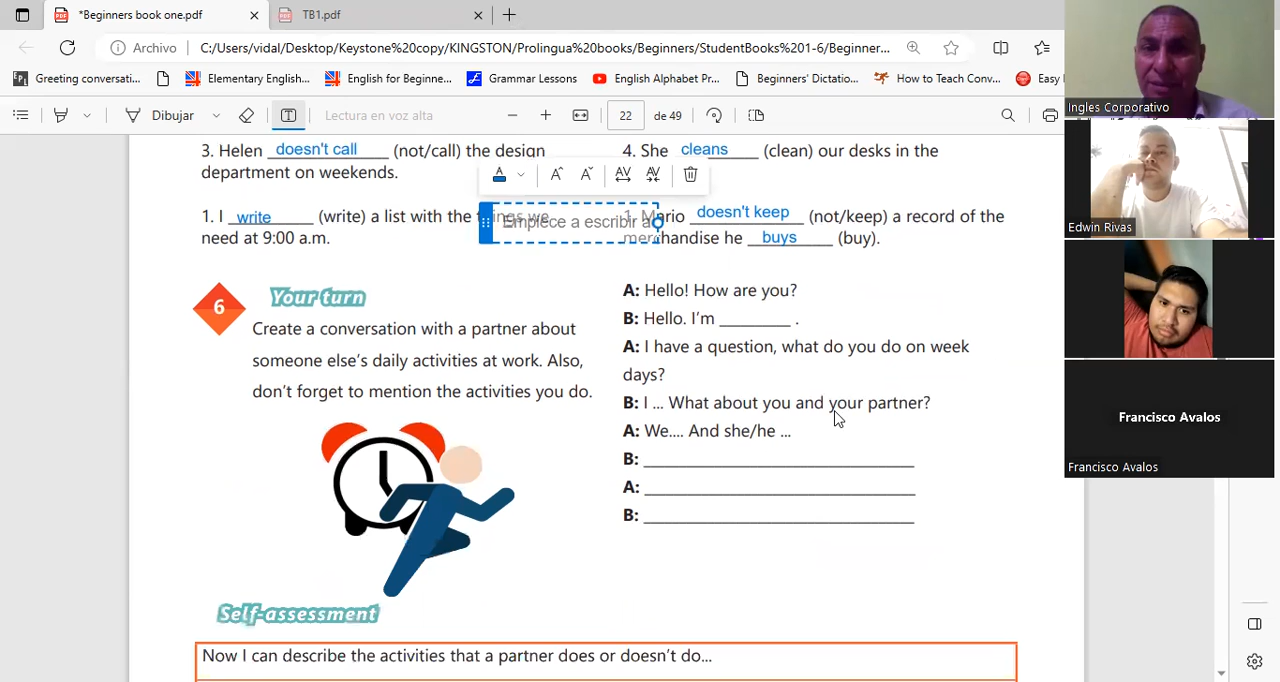 *Beginners book one.pdf
TB1.pdf
Archivo
C:/Users/vidal/Desktop/Keystone%20copy/KINGSTON/Prolingua%20books/Beginners/StudentBooks%201-6/Beginner...
Greeting conversati...
Elementary English...
English for Beginne...
Grammar Lessons
English Alphabet Pr...
Beginners' Dictatio...
How to Teach Conv...
Easy
Dibujar
Lectura en voz alta
22
de 49
3. Helen doesn't call (not/call) the design
department on weekends.
4. She cleans (clean) our desks in the
1. I write (write) a list with the things we
need at 9:00 a.m.
Empiece a escribir a
1. Mario doesn't keep (not/keep) a record of the
merchandise he buys (buy).
6
Your turn
Create a conversation with a partner about
someone else's daily activities at work. Also,
don't forget to mention the activities you do.
A: Hello! How are you?
B: Hello. I'm ________ .
A: I have a question, what do you do on week
days?
B: I ... What about you and your partner?
A: We.... And she/he ...
B: ______________________________
A: ______________________________
B: ______________________________
Self-assessment
Now I can describe the activities that a partner does or doesn't do...
Ingles Corporativo
Edwin Rivas
Francisco Avalos
Francisco Avalos